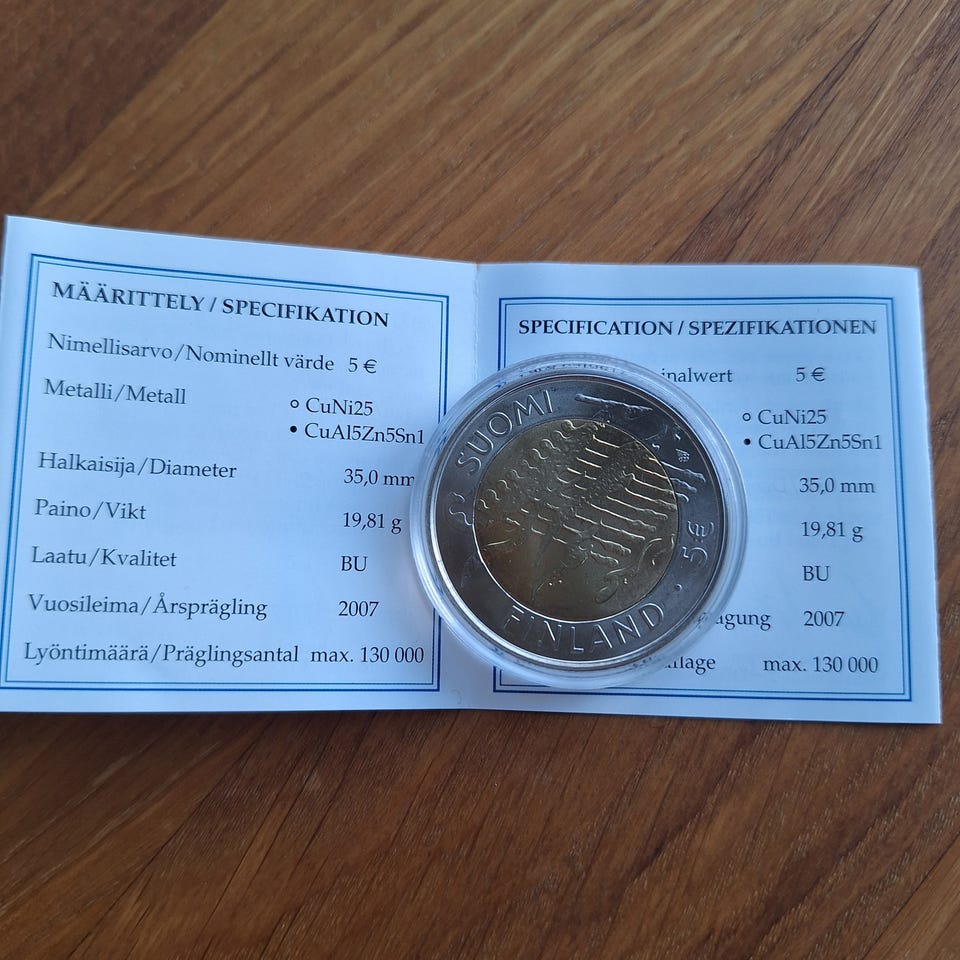 MÄÄRITTELY / SPECIFIKATION
Nimellisarvo/Nominellt värde 5 €
Metalli/Metall
○ CuNi25
• CuAl5Zn5Sn1
Halkaisija/Diameter 35,0 mm
Paino/Vikt 19,81 g
Laatu/Kvalitet BU
Vuosileima/Årsprägling 2007
Lyöntimäärä/Präglingsantal max. 130 000
SUOMI
FINLAND · 5€
SPECIFICATION / SPEZIFIKATIONEN
5 €
○ CuNi25
• CuAl5Zn5Sn1
35,0 mm
19,81 g
BU
2007
max. 130 000